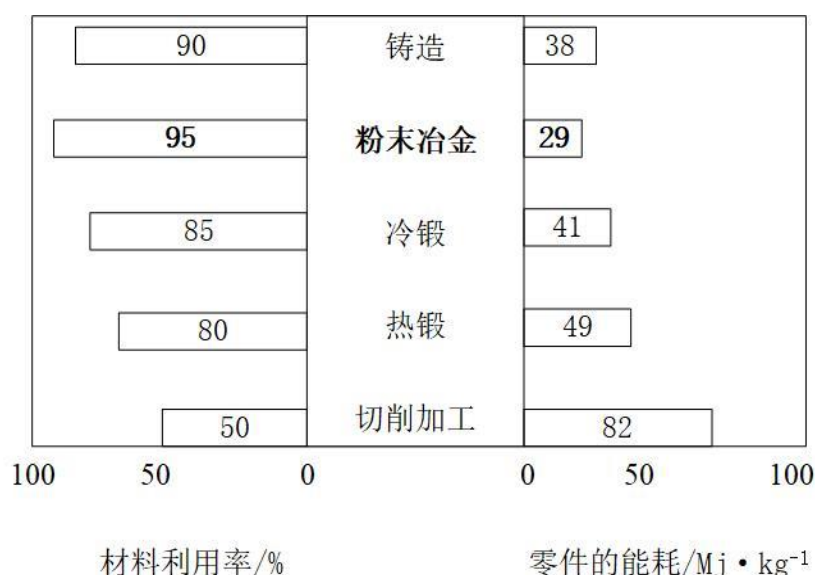 90 铸造 38
95 粉末冶金 29
85 冷锻 41
80 热锻 49
50 切削加工 82
100 50 0 0 50 100
材料利用率/% 零件的能耗/Mj·kg⁻¹